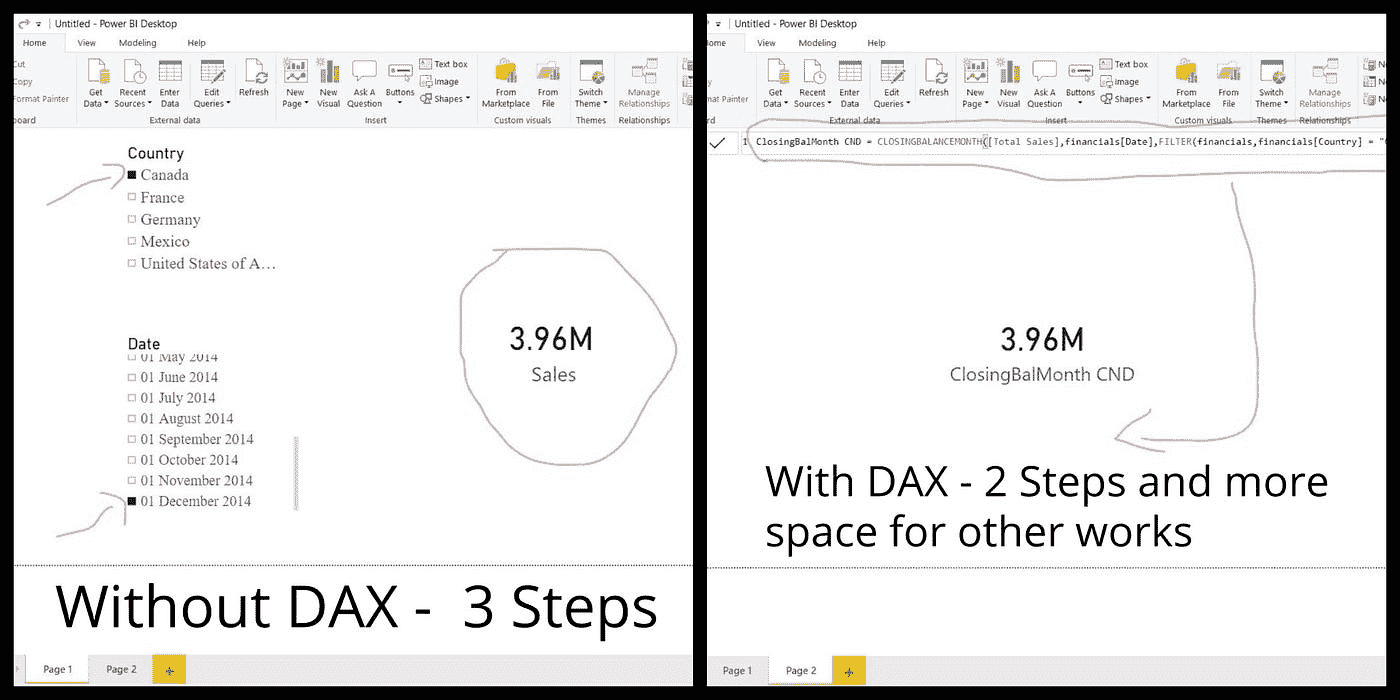 Untitled - Power BI Desktop
Home View Modeling Help
Cut
Copy
Format Painter
Get Data
Recent Sources
Enter Data
Edit Queries
Refresh
New Page
New Visual
Ask A Question
Buttons
Text box
Image
Shapes
From Marketplace
From File
Switch Theme
Manage Relationships
External data
Insert
Custom visuals
Themes
Relationships
Country
Canada
France
Germany
Mexico
United States of A...
Date
01 May 2014
01 June 2014
01 July 2014
01 August 2014
01 September 2014
01 October 2014
01 November 2014
01 December 2014
3.96M
Sales
Without DAX - 3 Steps
Page 1 Page 2 +
Untitled - Power BI Desktop
Home View Modeling Help
Format Painter
Get Data
Recent Sources
Enter Data
Edit Queries
Refresh
New Page
New Visual
Ask A Question
Buttons
Text box
Image
Shapes
From Marketplace
From File
Switch Theme
Manage Relationships
External data
Insert
Custom visuals
Themes
Relationships
1 ClosingBalMonth CND = CLOSINGBALANCEMONTH([Total Sales],financials[Date],FILTER(financials,financials[Country] = "
3.96M
ClosingBalMonth CND
With DAX - 2 Steps and more
space for other works
Page 1 Page 2 +